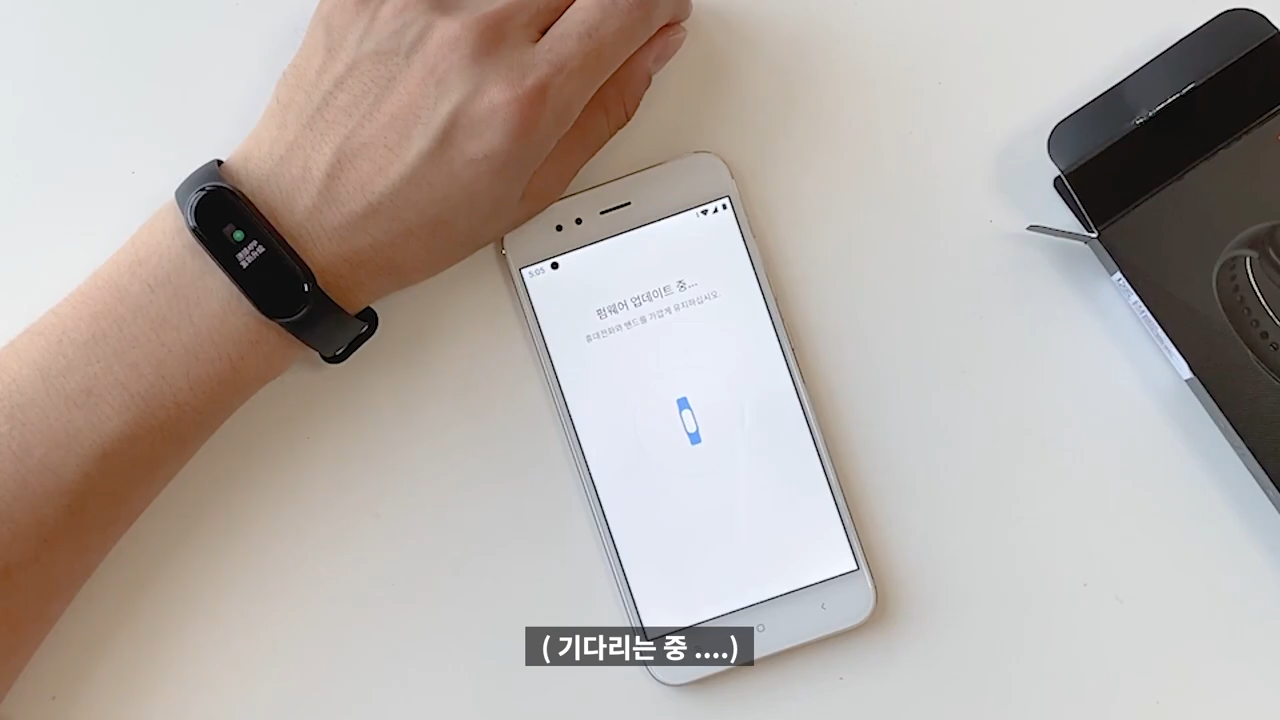 5:05
펌웨어 업데이트 중...
휴대전화와 밴드를 가깝게 유지하십시오.
( 기다리는 중 ....)